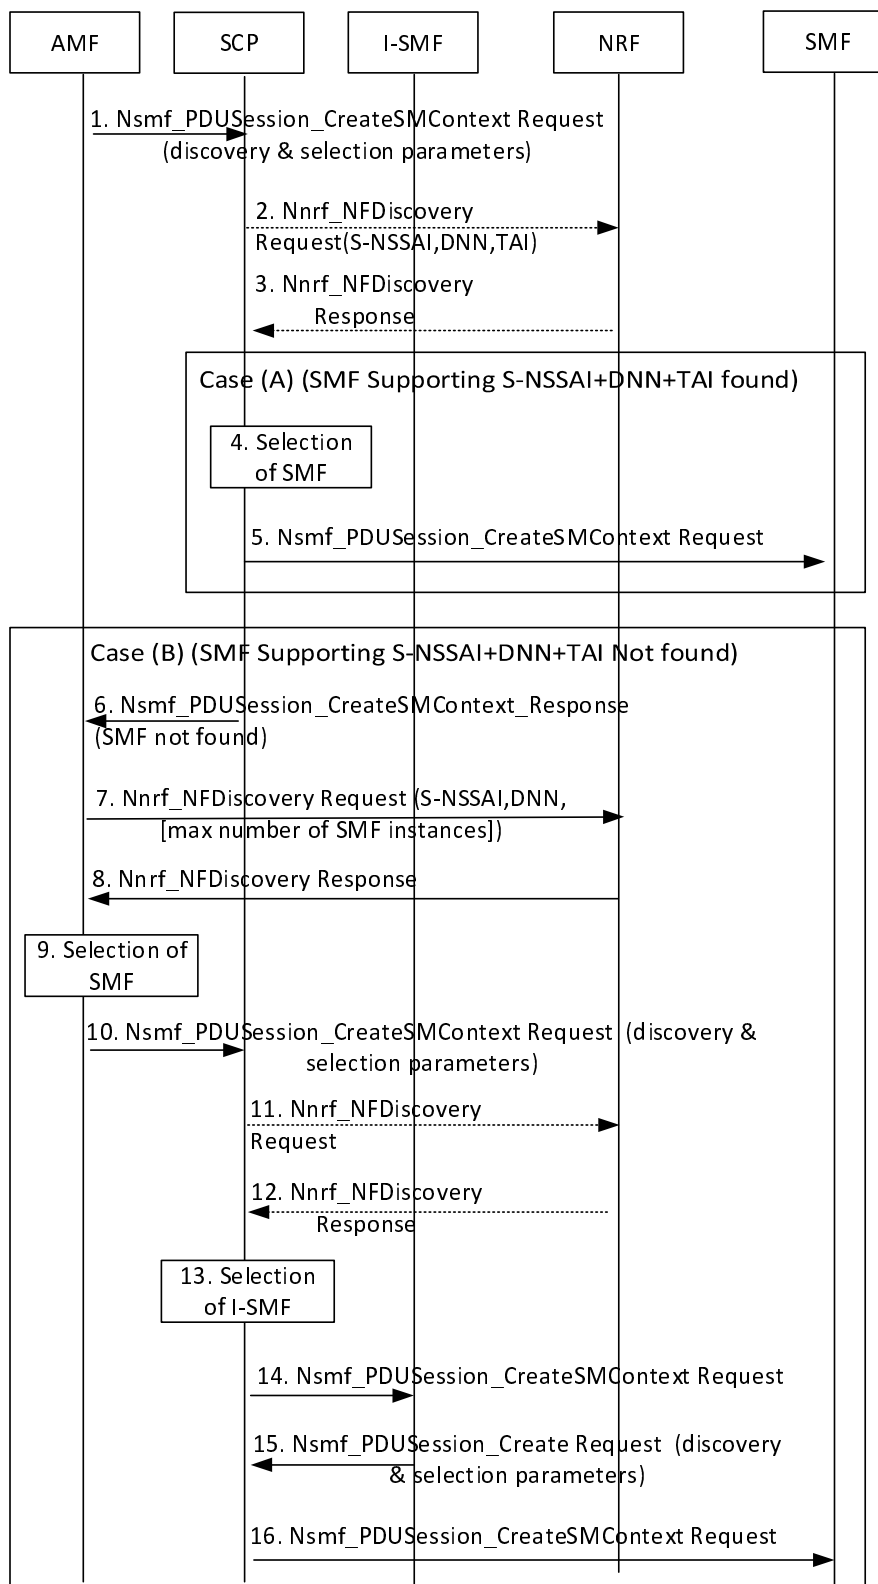 AMF
SCP
I-SMF
NRF
SMF
1. Nsmf_PDUSession_CreateSMContext Request
(discovery & selection parameters)
2. Nnrf_NFDiscovery
Request(S-NSSAI,DNN,TAI)
3. Nnrf_NFDiscovery
Response
Case (A) (SMF Supporting S-NSSAI+DNN+TAI found)
4. Selection
of SMF
5. Nsmf_PDUSession_CreateSMContext Request
Case (B) (SMF Supporting S-NSSAI+DNN+TAI Not found)
6. Nsmf_PDUSession_CreateSMContext_Response
(SMF not found)
7. Nnrf_NFDiscovery Request (S-NSSAI,DNN,
[max number of SMF instances])
8. Nnrf_NFDiscovery Response
9. Selection of
SMF
10. Nsmf_PDUSession_CreateSMContext Request (discovery &
selection parameters)
11. Nnrf_NFDiscovery
Request
12. Nnrf_NFDiscovery
Response
13. Selection
of I-SMF
14. Nsmf_PDUSession_CreateSMContext Request
15. Nsmf_PDUSession_Create Request (discovery
& selection parameters)
16. Nsmf_PDUSession_CreateSMContext Request